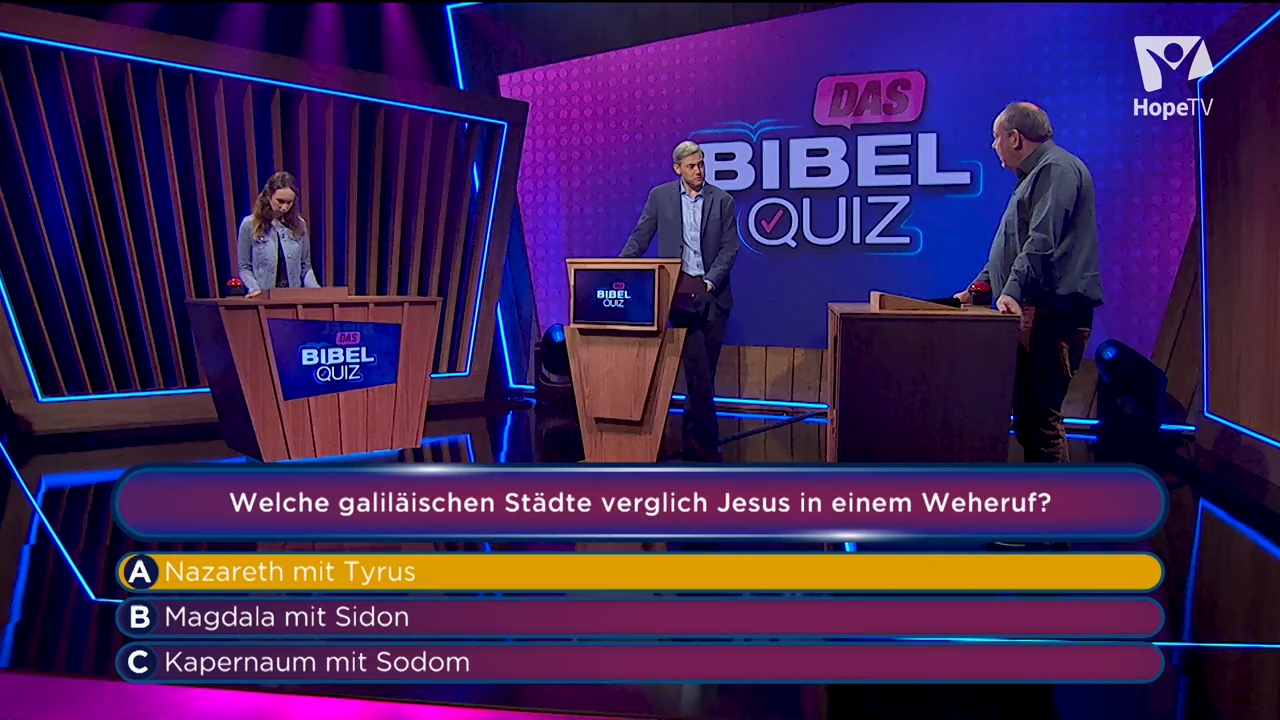 HopeTV
DAS
BIBEL
QUIZ
DAS
BIBEL
QUIZ
DAS
BIBEL
QUIZ
Welche galiläischen Städte verglich Jesus in einem Weheruf?
A Nazareth mit Tyrus
B Magdala mit Sidon
C Kapernaum mit Sodom